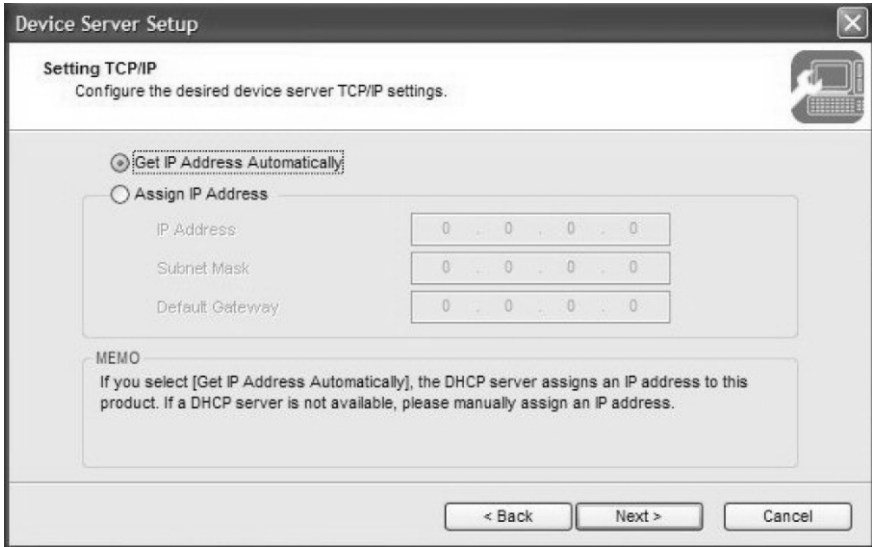 Device Server Setup
Setting TCP/IP
Configure the desired device server TCP/IP settings.
Get IP Address Automatically
Assign IP Address
IP Address 0 . 0 . 0 . 0
Subnet Mask 0 . 0 . 0 . 0
Default Gateway 0 . 0 . 0 . 0
MEMO
If you select [Get IP Address Automatically], the DHCP server assigns an IP address to this
product. If a DHCP server is not available, please manually assign an IP address.
< Back Next > Cancel